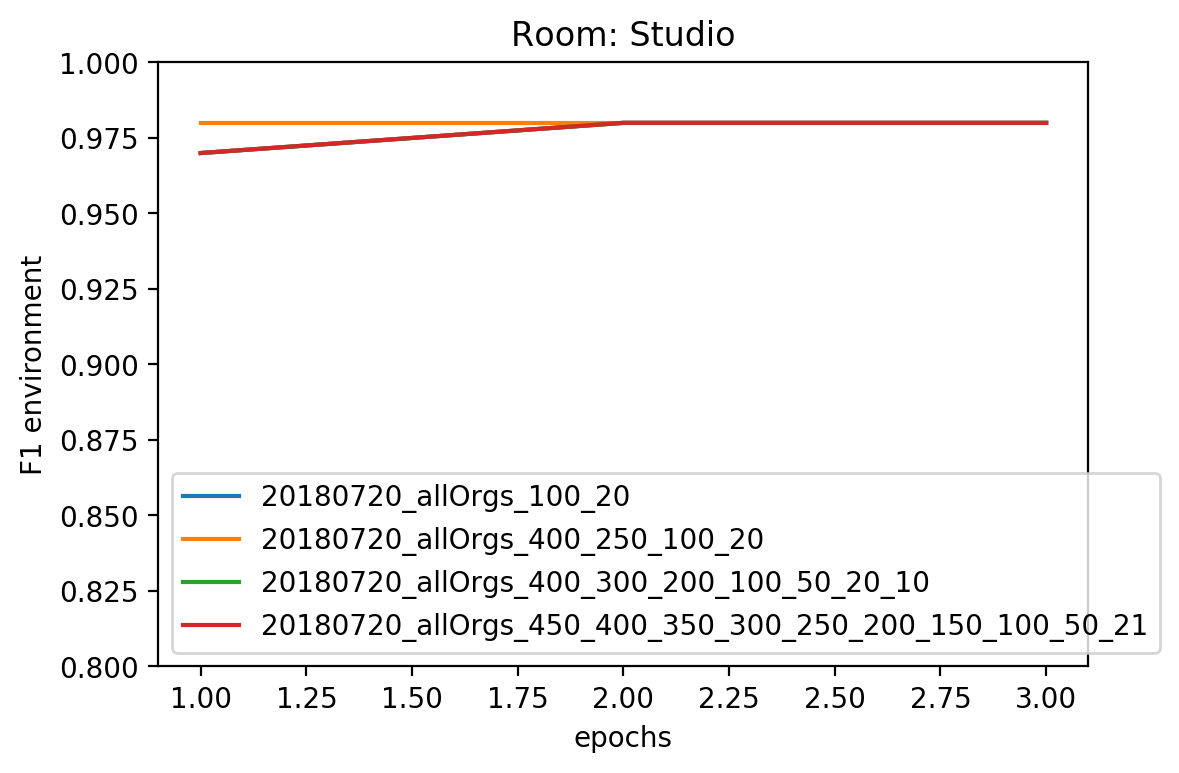 Room: Studio
1.000
0.975
0.950
0.925
0.900
0.875
0.850
0.825
0.800
F1 environment
20180720_allOrgs_100_20
20180720_allOrgs_400_250_100_20
20180720_allOrgs_400_300_200_100_50_20_10
20180720_allOrgs_450_400_350_300_250_200_150_100_50_21
1.00 1.25 1.50 1.75 2.00 2.25 2.50 2.75 3.00
epochs